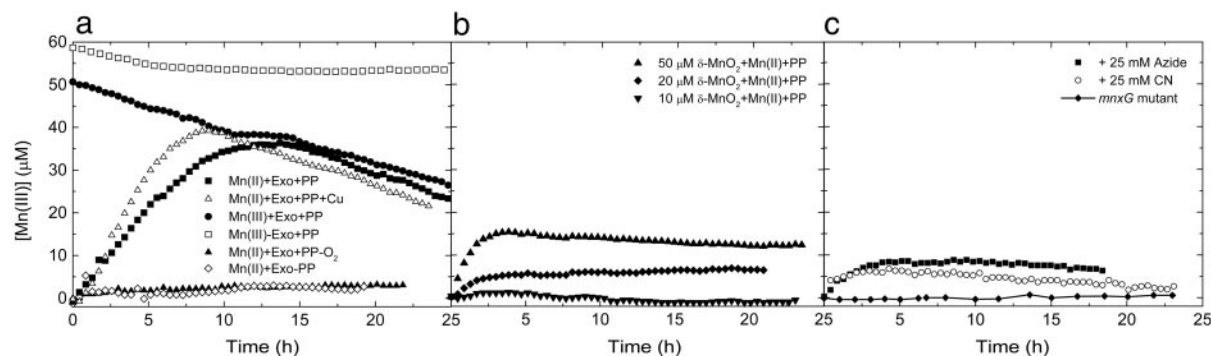 a
b
c
[Mn(III)] (μM)
60
50
40
30
20
10
0
Mn(II)+Exo+PP
Mn(II)+Exo+PP+Cu
Mn(III)+Exo+PP
Mn(III)-Exo+PP
Mn(II)+Exo+PP-O₂
Mn(II)+Exo-PP
50 μM δ-MnO₂+Mn(II)+PP
20 μM δ-MnO₂+Mn(II)+PP
10 μM δ-MnO₂+Mn(II)+PP
+ 25 mM Azide
+ 25 mM CN
mnxG mutant
0 5 10 15 20 25 5 10 15 20 25 5 10 15 20 25
Time (h) Time (h) Time (h)